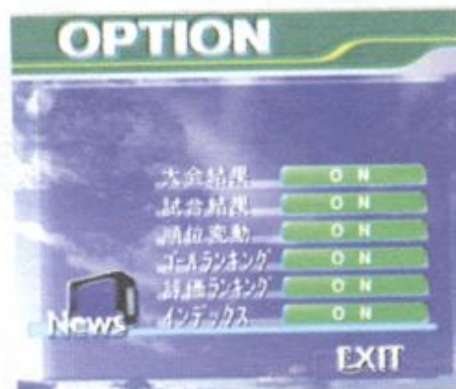 OPTION
大会結果 ON
試合結果 ON
順位変動 ON
ゴールランキング ON
評価ランキング ON
インデックス ON
News
EXIT